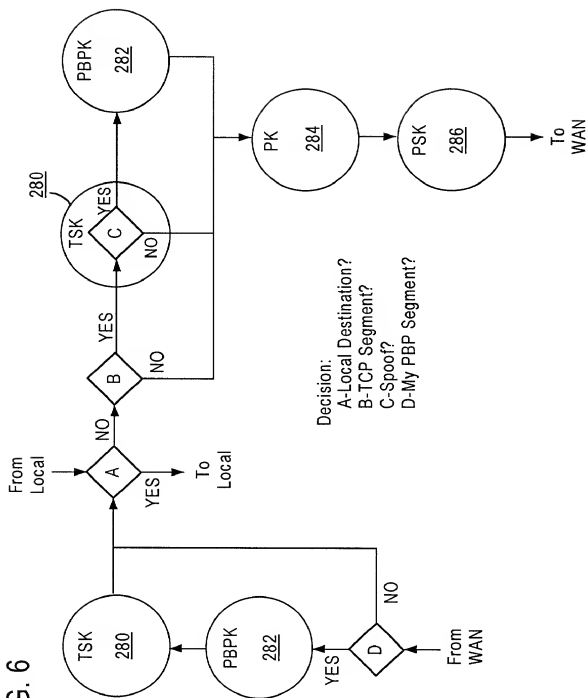 G. 6
From
Local
A
YES
To
Local
NO
B
YES
NO
280
TSK
C
YES
NO
PBPK
282
TSK
280
PBPK
282
YES
D
NO
From
WAN
PK
284
PSK
286
To
WAN
Decision:
A-Local Destination?
B-TCP Segment?
C-Spoof?
D-My PBP Segment?